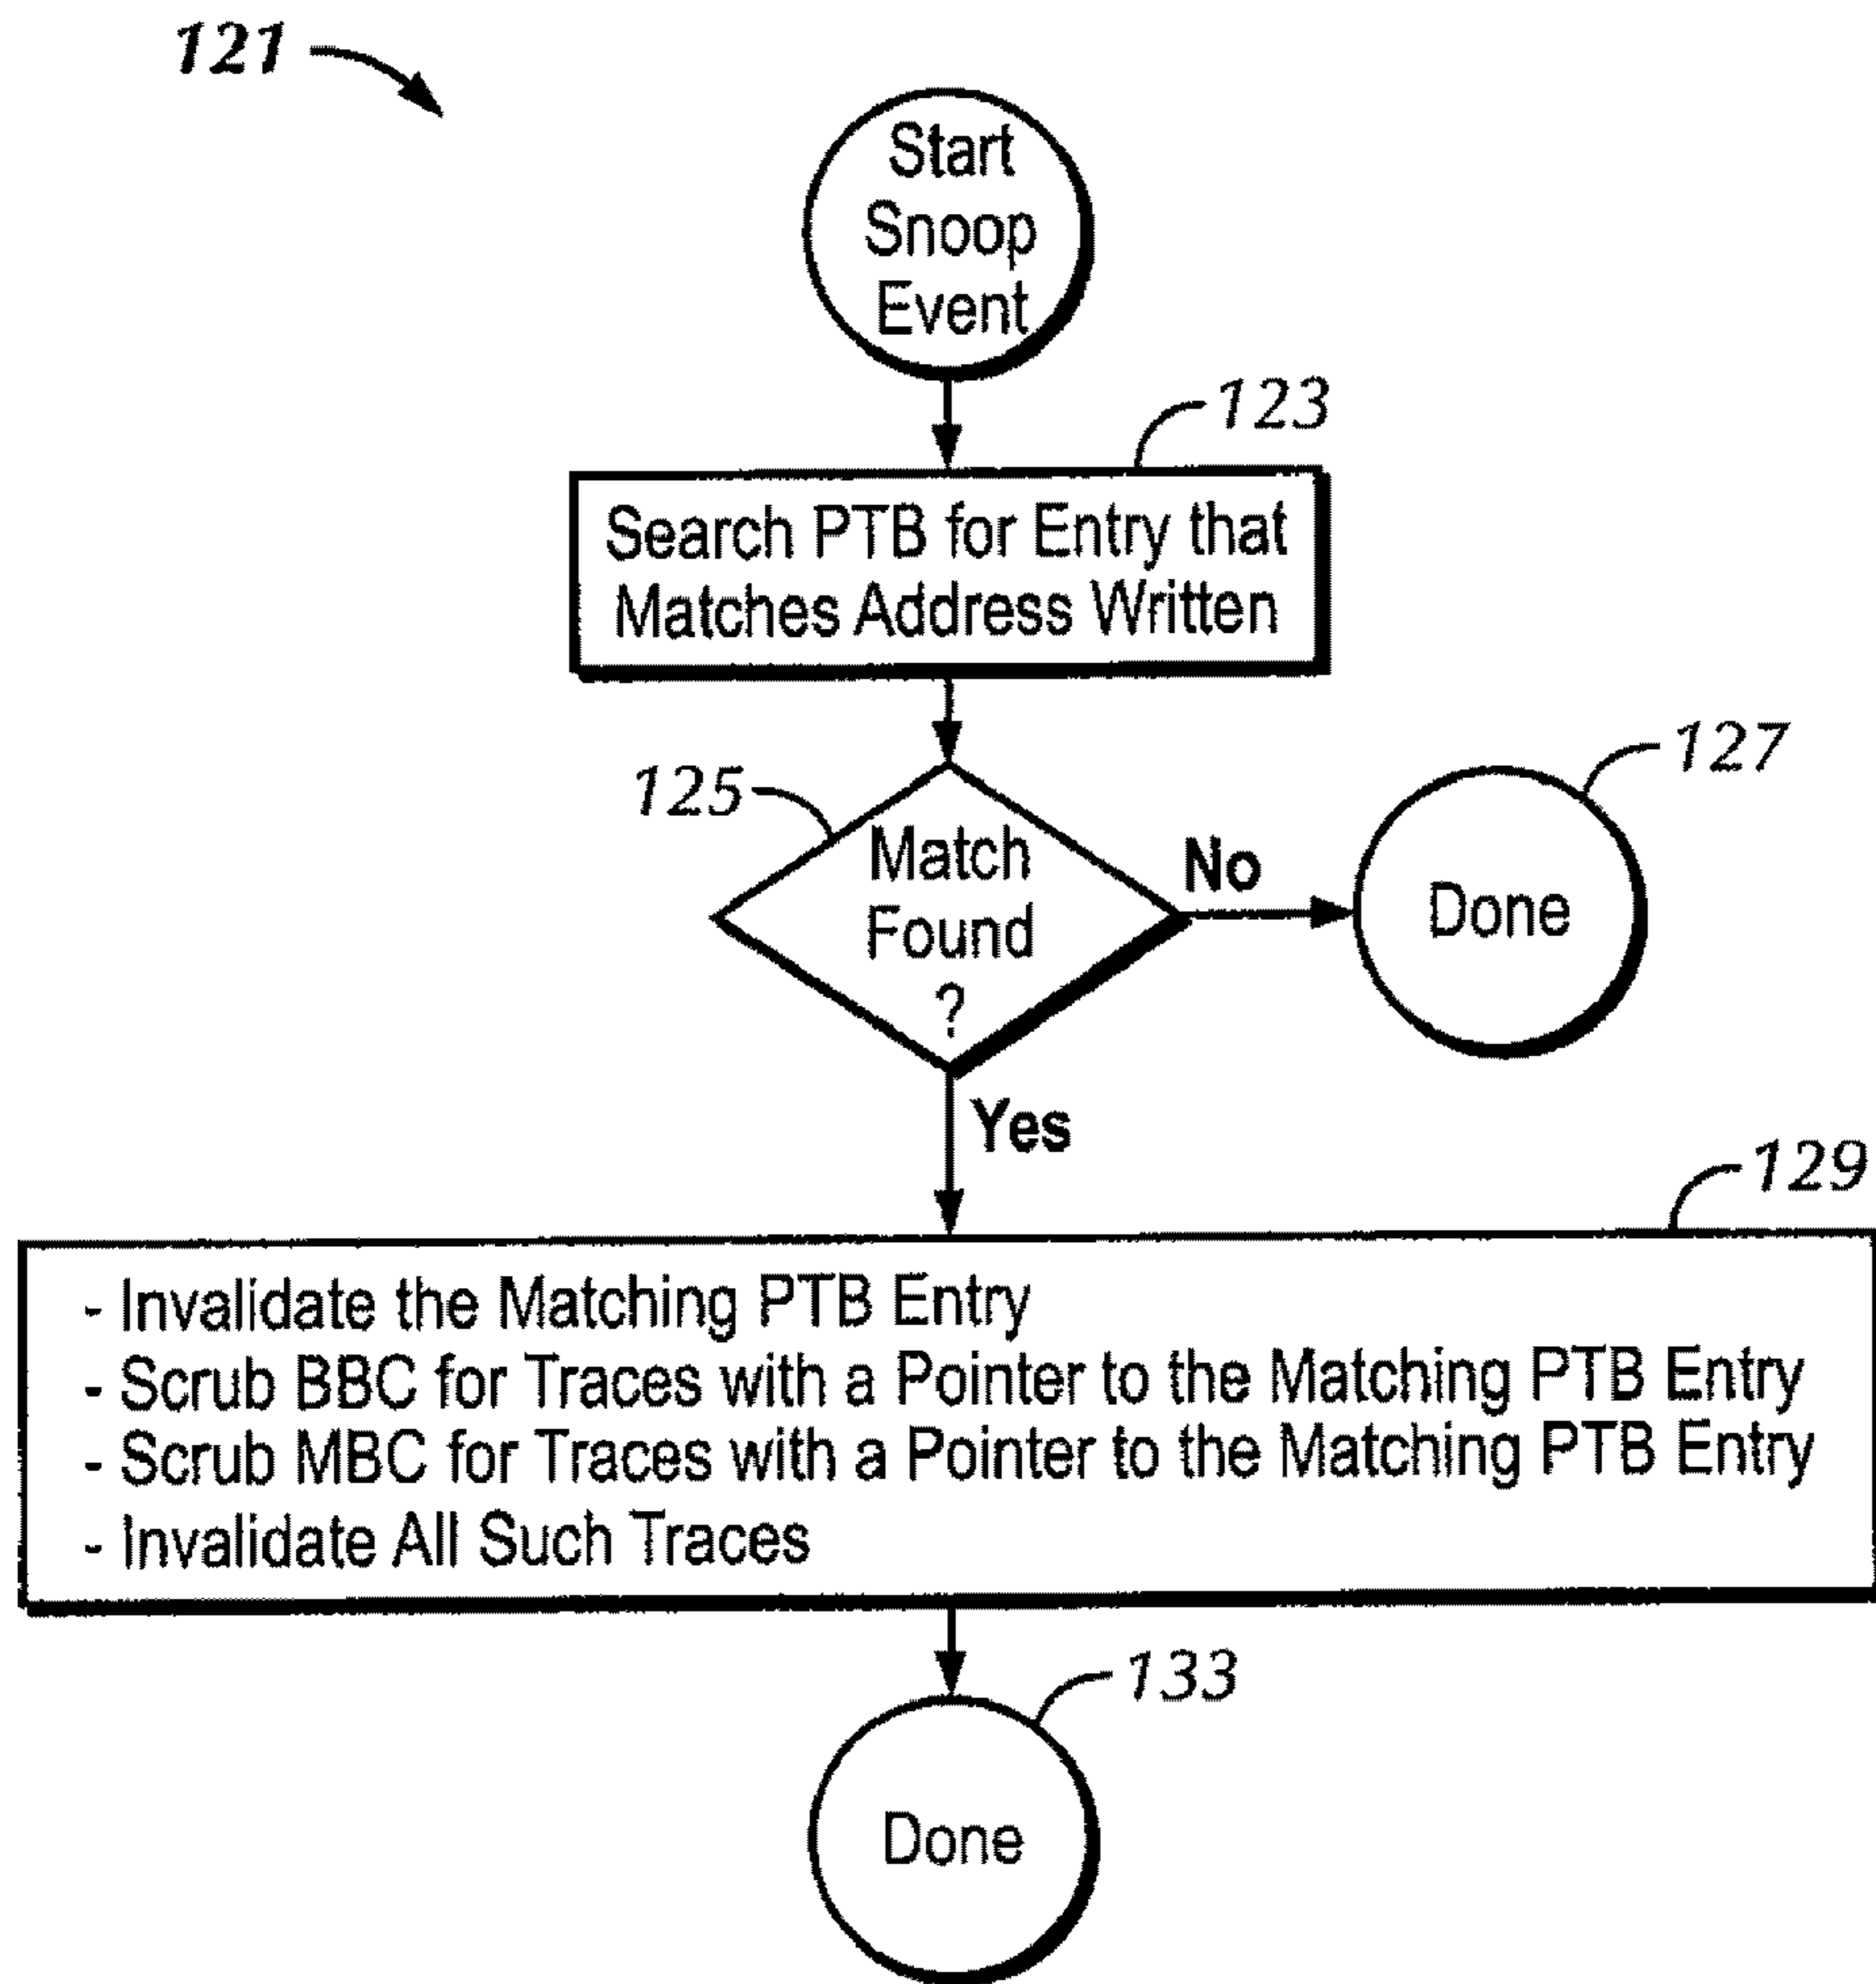 121
Start
Snoop
Event
123
Search PTB for Entry that
Matches Address Written
125
Match
Found
?
No
127
Done
Yes
129
- Invalidate the Matching PTB Entry
- Scrub BBC for Traces with a Pointer to the Matching PTB Entry
- Scrub MBC for Traces with a Pointer to the Matching PTB Entry
- Invalidate All Such Traces
133
Done